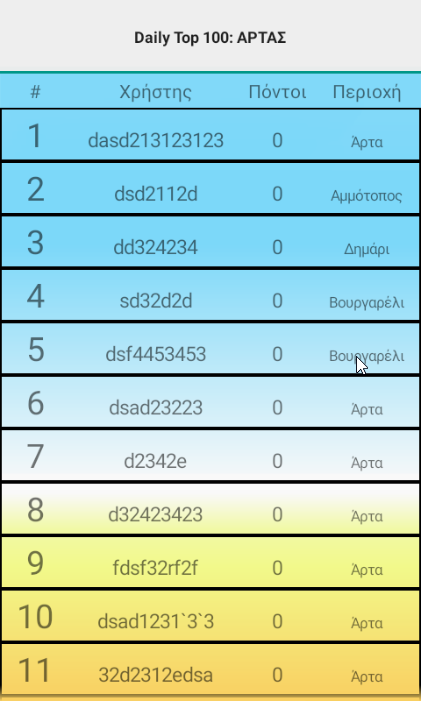 Daily Top 100: ΑΡΤΑΣ
# Χρήστης Πόντοι Περιοχή
1 dasd213123123 0 Άρτα
2 dsd2112d 0 Αμμότοπος
3 dd324234 0 Δημάρι
4 sd32d2d 0 Βουργαρέλι
5 dsf4453453 0 Βουργαρέλι
6 dsad23223 0 Άρτα
7 d2342e 0 Άρτα
8 d32423423 0 Άρτα
9 fdsf32rf2f 0 Άρτα
10 dsad1231`3`3 0 Άρτα
11 32d2312edsa 0 Άρτα